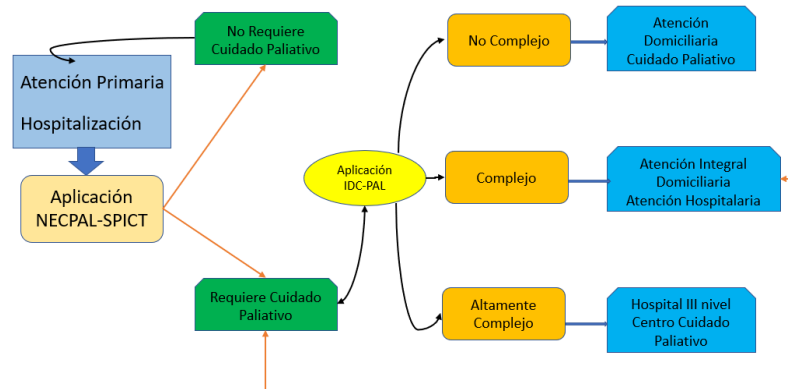 No Requiere
Cuidado Paliativo
Atención Primaria
Hospitalización
Aplicación
NECPAL-SPICT
Requiere Cuidado
Paliativo
Aplicación
IDC-PAL
No Complejo
Atención
Domiciliaria
Cuidado Paliativo
Complejo
Atención Integral
Domiciliaria
Atención Hospitalaria
Altamente
Complejo
Hospital III nivel
Centro Cuidado
Paliativo